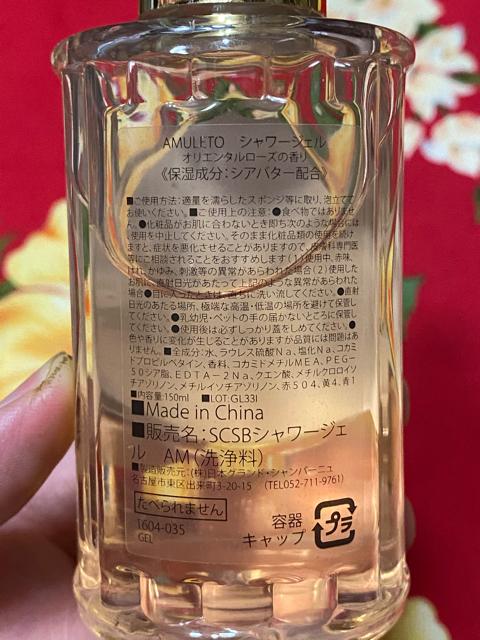 AMULETO シャワージェル
オリエンタルローズの香り
《保湿成分：シアバター配合》
■ご使用方法：適量を濡らしたスポンジ等に取り、泡立てて
お使いください。■ご使用上の注意：●食べ物ではありませ
ん。●化粧品がお肌に合わないとき即ち次のような場合には
使用を中止してください。そのまま化粧品類の使用を続け
ますと、症状を悪化させることがありますので、皮膚科専門医
等にご相談されることをおすすめします（1）使用中、赤味、
はれ、かゆみ、刺激等の異常があらわれた場合（2）使用した
お肌に、直射日光があたって上記のような異常があらわれた
場合●目に入ったときは、直ちに洗い流してください。●直射
日光のあたる場所、極端な高温・低温の場所を避けて保管し
てください。●乳幼児・ペットの手の届かないところに保管し
てください。●使用後は必ずしっかり蓋をしめてください。●
色や香りに変化が生じることがありますが品質には問題はあ
りません。■全成分：水、ラウレス硫酸Na、塩化Na、コカミ
ドプロピルベタイン、香料、コカミドメチルMEA、PEG-
50シア脂、EDTA-2Na、クエン酸、メチルクロロイソ
チアゾリノン、メチルイソチアゾリノン、赤504、黄4、青1
■内容量：150ml ■LOT：GL33I
■Made in China
■販売名：SCSBシャワージェ
ル AM（洗浄料）
■製造販売元：（株）日本グランド・シャンパーニュ
名古屋市東区出来町3-20-15 （TEL052-711-9761）
たべられません
1604-035
GEL
容器
キャップ
プラ